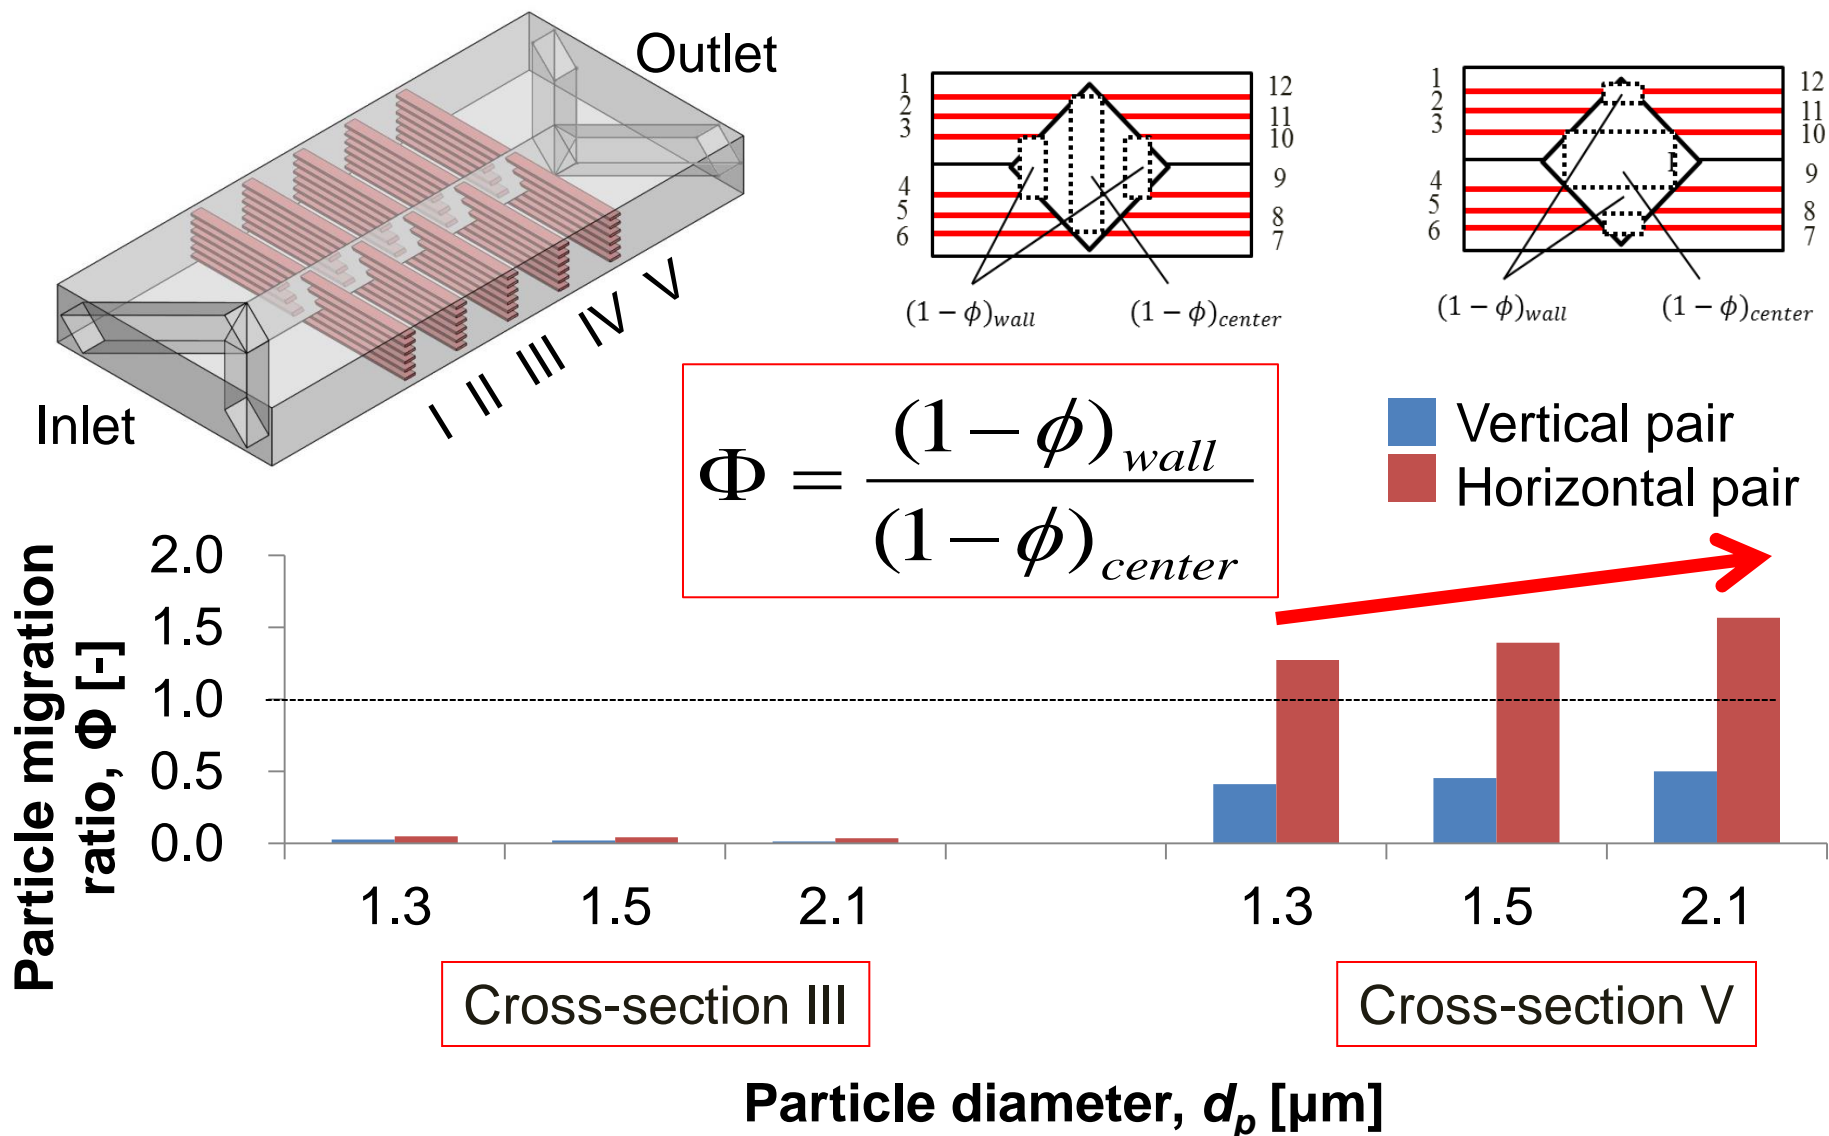 Outlet
Inlet
I II III IV V
1
2
3
4
5
6
12
11
10
9
8
7
(1 − ϕ)wall
(1 − ϕ)center
1
2
3
4
5
6
12
11
10
9
8
7
I
(1 − ϕ)wall
(1 − ϕ)center
Φ = (1 − ϕ)wall
(1 − ϕ)center
Vertical pair
Horizontal pair
Particle migration
ratio, Φ [-]
2.0
1.5
1.0
0.5
0.0
1.3 1.5 2.1 1.3 1.5 2.1
Cross-section III
Cross-section V
Particle diameter, dp [µm]